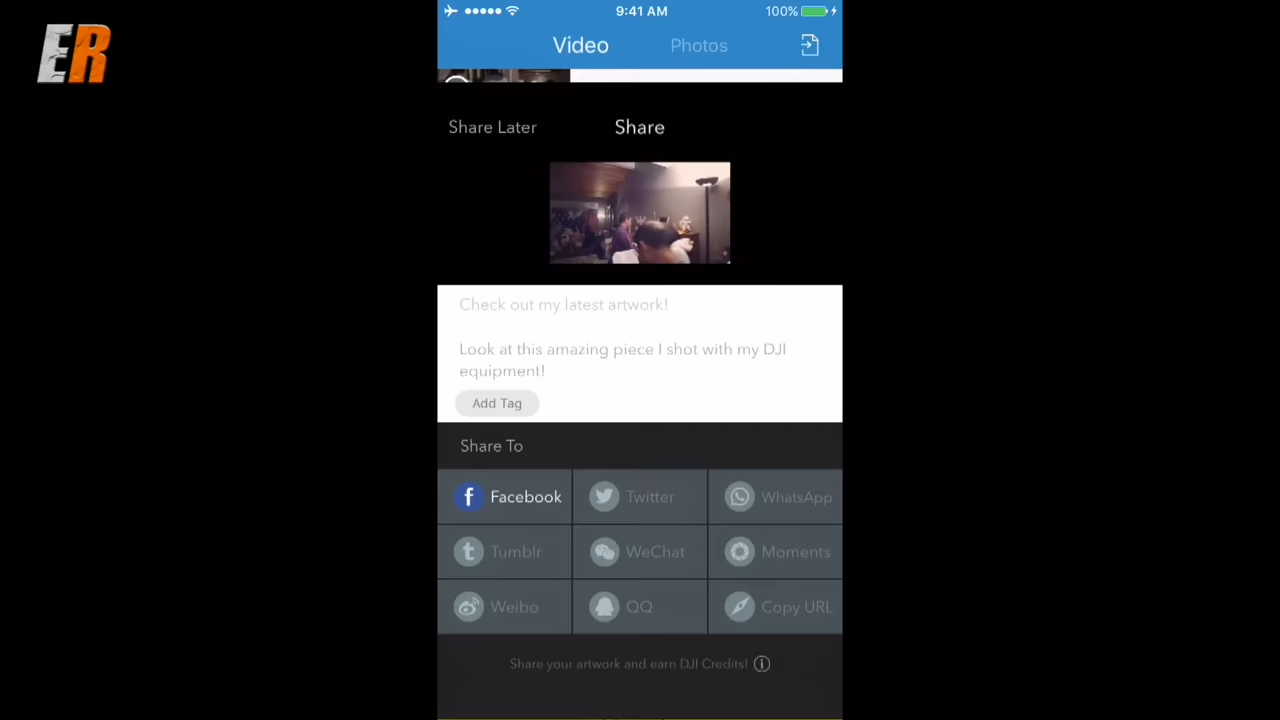 ER
9:41 AM
100%
Video
Photos
Share Later
Share
Check out my latest artwork!
Look at this amazing piece I shot with my DJI
equipment!
Add Tag
Share To
Facebook
Twitter
WhatsApp
Tumblr
WeChat
Moments
Weibo
QQ
Copy URL
Share your artwork and earn DJI Credits!